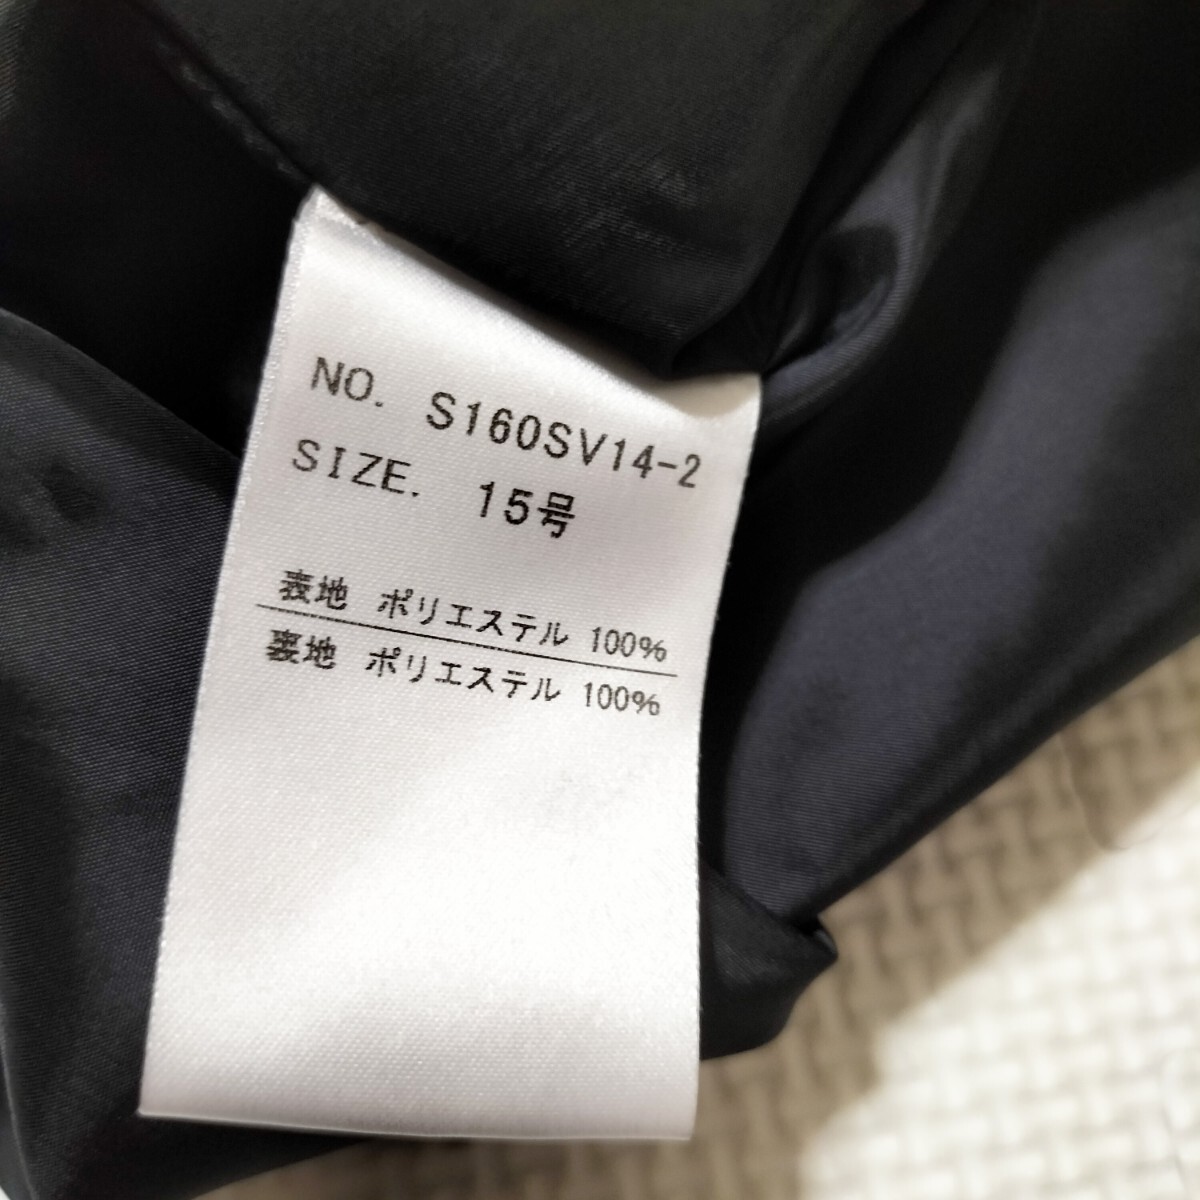 NO. S160SV14-2
SIZE. 15号
表地 ポリエステル 100%
裏地 ポリエステル 100%